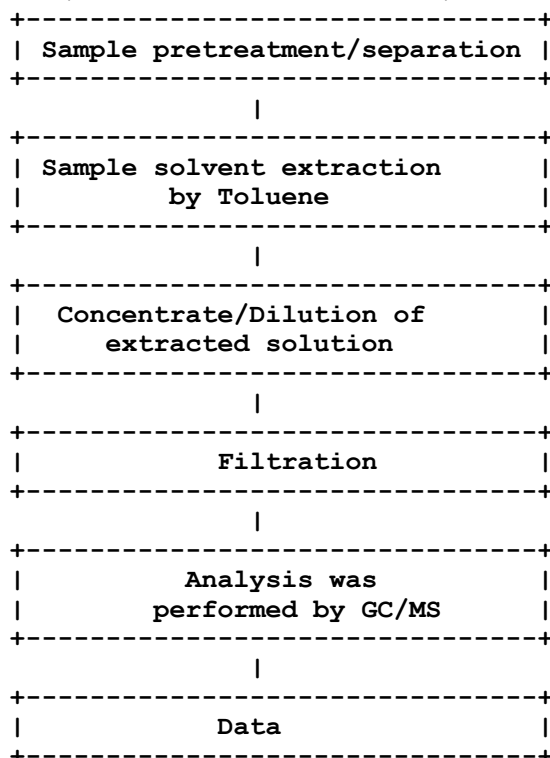 Sample pretreatment/separation
Sample solvent extraction
by Toluene
Concentrate/Dilution of
extracted solution
Filtration
Analysis was
performed by GC/MS
Data